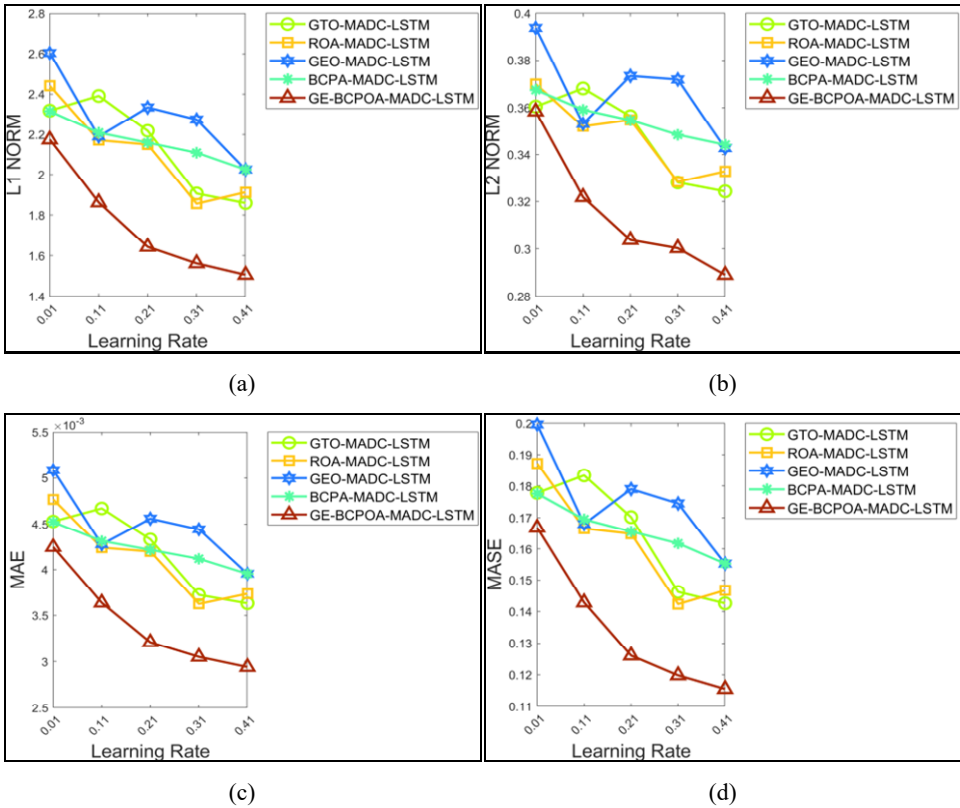 L1 NORM
2.8
2.6
2.4
2.2
2
1.8
1.6
1.4
0.01
0.11
0.21
0.31
0.41
Learning Rate
GTO-MADC-LSTM
ROA-MADC-LSTM
GEO-MADC-LSTM
BCPA-MADC-LSTM
GE-BCPOA-MADC-LSTM
(a)
L2 NORM
0.4
0.38
0.36
0.34
0.32
0.3
0.28
0.01
0.11
0.21
0.31
0.41
Learning Rate
GTO-MADC-LSTM
ROA-MADC-LSTM
GEO-MADC-LSTM
BCPA-MADC-LSTM
GE-BCPOA-MADC-LSTM
(b)
MAE
×10⁻³
5.5
5
4.5
4
3.5
3
2.5
0.01
0.11
0.21
0.31
0.41
Learning Rate
GTO-MADC-LSTM
ROA-MADC-LSTM
GEO-MADC-LSTM
BCPA-MADC-LSTM
GE-BCPOA-MADC-LSTM
(c)
MASE
0.2
0.19
0.18
0.17
0.16
0.15
0.14
0.13
0.12
0.11
0.01
0.11
0.21
0.31
0.41
Learning Rate
GTO-MADC-LSTM
ROA-MADC-LSTM
GEO-MADC-LSTM
BCPA-MADC-LSTM
GE-BCPOA-MADC-LSTM
(d)